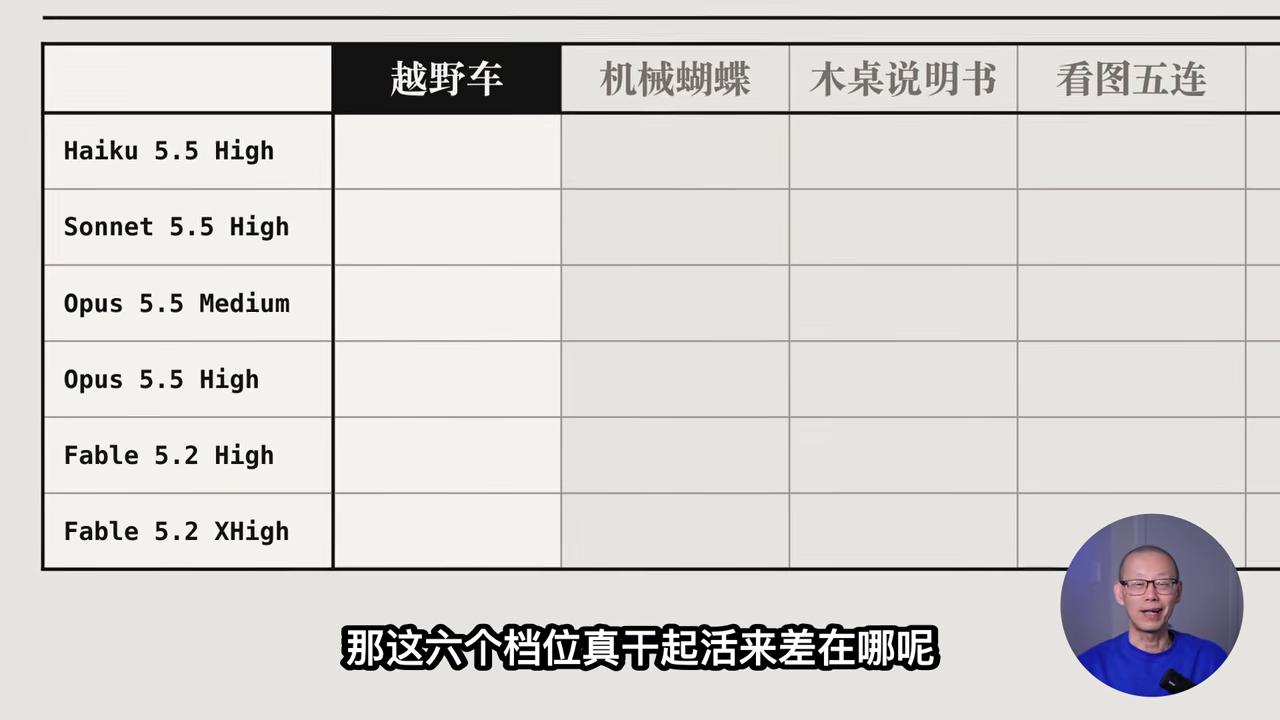 越野车 机械蝴蝶 木桌说明书 看图五连
Haiku 5.5 High
Sonnet 5.5 High
Opus 5.5 Medium
Opus 5.5 High
Fable 5.2 High
Fable 5.2 XHigh
那这六个档位真干起活来差在哪呢